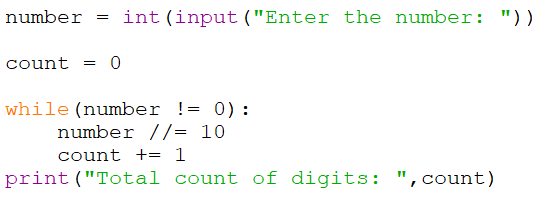 number = int(input("Enter the number: "))
count = 0
while(number != 0):
    number //= 10
    count += 1
print("Total count of digits: ",count)